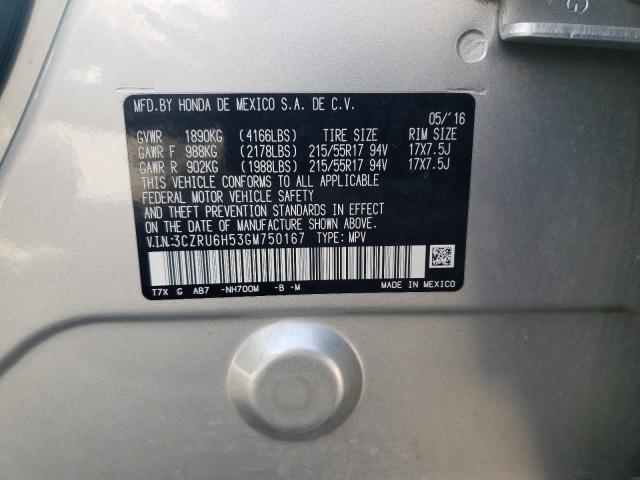 MFD.BY HONDA DE MEXICO S.A. DE C.V.
05/'16
GVWR 1890KG (4166LBS) TIRE SIZE RIM SIZE
GAWR F 988KG (2178LBS) 215/55R17 94V 17X7.5J
GAWR R 902KG (1988LBS) 215/55R17 94V 17X7.5J
THIS VEHICLE CONFORMS TO ALL APPLICABLE
FEDERAL MOTOR VEHICLE SAFETY, BUMPER,
AND THEFT PREVENTION STANDARDS IN EFFECT
ON THE DATE OF MANUFACTURE SHOWN ABOVE.
V.I.N:3CZRU6H53GM750167 TYPE: MPV
T7X G AB7 -NH700M -B -M MADE IN MEXICO